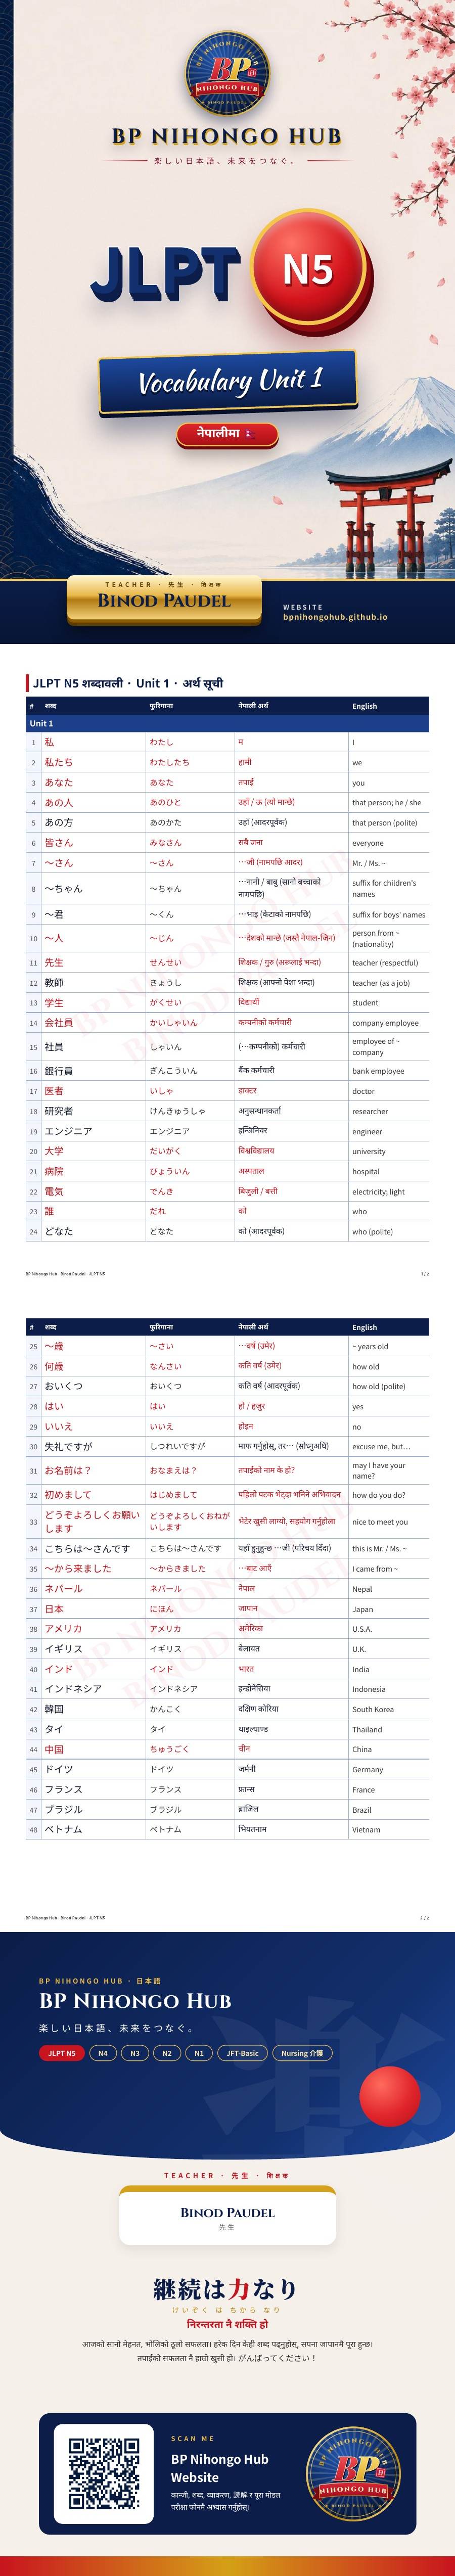 BP
NIHONGO HUB
BINOD PAUDEL
BP NIHONGO HUB
楽しい日本語、未来をつなぐ。
JLPT N5
Vocabulary Unit 1
नेपालीमा
TEACHER · 先生 · शिक्षक
BINOD PAUDEL
WEBSITE
bpnihongohub.github.io
JLPT N5 शब्दावली · Unit 1 · अर्थ सूची
# शब्द फुरिगाना नेपाली अर्थ English
Unit 1
1 私 わたし म I
2 私たち わたしたち हामी we
3 あなた あなた तपाईं you
4 あの人 あのひと उहाँ / ऊ (त्यो मान्छे) that person; he / she
5 あの方 あのかた उहाँ (आदरपूर्वक) that person (polite)
6 皆さん みなさん सबै जना everyone
7 ～さん ～さん …जी (नामपछि आदर) Mr. / Ms. ~
8 ～ちゃん ～ちゃん …नानी / बाबु (सानो बच्चाको नामपछि) suffix for children's names
9 ～君 ～くん …भाइ (केटाको नामपछि) suffix for boys' names
10 ～人 ～じん …देशको मान्छे (जस्तै नेपाल-जिन) person from ~ (nationality)
11 先生 せんせい शिक्षक / गुरु (अरूलाई भन्दा) teacher (respectful)
12 教師 きょうし शिक्षक (आफ्नो पेशा भन्दा) teacher (as a job)
13 学生 がくせい विद्यार्थी student
14 会社員 かいしゃいん कम्पनीको कर्मचारी company employee
15 社員 しゃいん (…कम्पनीको) कर्मचारी employee of ~ company
16 銀行員 ぎんこういん बैंक कर्मचारी bank employee
17 医者 いしゃ डाक्टर doctor
18 研究者 けんきゅうしゃ अनुसन्धानकर्ता researcher
19 エンジニア エンジニア इन्जिनियर engineer
20 大学 だいがく विश्वविद्यालय university
21 病院 びょういん अस्पताल hospital
22 電気 でんき बिजुली / बत्ती electricity; light
23 誰 だれ को who
24 どなた どなた को (आदरपूर्वक) who (polite)
BP NIHONGO HUB
BINOD PAUDEL
BP Nihongo Hub · Binod Paudel · JLPT N5 1 / 2
# शब्द फुरिगाना नेपाली अर्थ English
25 ～歳 ～さい …वर्ष (उमेर) ~ years old
26 何歳 なんさい कति वर्ष (उमेर) how old
27 おいくつ おいくつ कति वर्ष (आदरपूर्वक) how old (polite)
28 はい はい हो / हजुर yes
29 いいえ いいえ होइन no
30 失礼ですが しつれいですが माफ गर्नुहोस्, तर… (सोध्नुअघि) excuse me, but…
31 お名前は？ おなまえは？ तपाईंको नाम के हो? may I have your name?
32 初めまして はじめまして पहिलो पटक भेट्दा भनिने अभिवादन how do you do?
33 どうぞよろしくお願いします どうぞよろしくおねがいします भेटेर खुसी लाग्यो, सहयोग गर्नुहोला nice to meet you
34 こちらは～さんです こちらは～さんです यहाँ हुनुहुन्छ …जी (परिचय दिँदा) this is Mr. / Ms. ~
35 ～から来ました ～からきました …बाट आएँ I came from ~
36 ネパール ネパール नेपाल Nepal
37 日本 にほん जापान Japan
38 アメリカ アメリカ अमेरिका U.S.A.
39 イギリス イギリス बेलायत U.K.
40 インド インド भारत India
41 インドネシア インドネシア इन्डोनेसिया Indonesia
42 韓国 かんこく दक्षिण कोरिया South Korea
43 タイ タイ थाइल्याण्ड Thailand
44 中国 ちゅうごく चीन China
45 ドイツ ドイツ जर्मनी Germany
46 フランス フランス फ्रान्स France
47 ブラジル ブラジル ब्राजिल Brazil
48 ベトナム ベトナム भियतनाम Vietnam
BP NIHONGO HUB
BINOD PAUDEL
BP Nihongo Hub · Binod Paudel · JLPT N5 2 / 2
BP NIHONGO HUB · 日本語
BP NIHONGO HUB
楽しい日本語、未来をつなぐ。
JLPT N5 N4 N3 N2 N1 JFT-Basic Nursing 介護
TEACHER · 先生 · शिक्षक
BINOD PAUDEL
先生
継続は力なり
けいぞく は ちから なり
निरन्तरता नै शक्ति हो
आजको सानो मेहनत, भोलिको ठूलो सफलता। हरेक दिन केही शब्द पढ्नुहोस्, सपना जापानमै पूरा हुन्छ।
तपाईंको सफलता नै हाम्रो खुसी हो। がんばってください！
SCAN ME
BP Nihongo Hub
Website
कान्जी, शब्द, व्याकरण, 読解 र पूरा मोडल
परीक्षा फोनमै अभ्यास गर्नुहोस्।
BP
NIHONGO HUB
BINOD PAUDEL